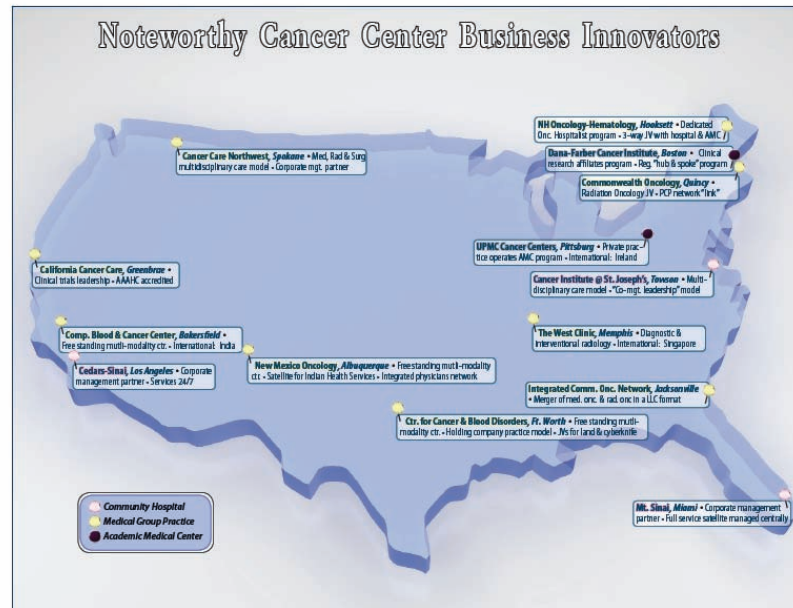 Noteworthy Cancer Center Business Innovators
NH Oncology-Hematology, Hooksett • Dedicated
Onc. Hospitalist program • 3-way JV with hospital & AMC
Cancer Care Northwest, Spokane • Med, Rad & Surg
multidisciplinary care model • Corporate mgt. partner
Dana-Farber Cancer Institute, Boston • Clinical
research affiliates program • Reg. "hub & spoke" program
Commonwealth Oncology, Quincy •
Radiation Oncology JV • PCP network "link"
UPMC Cancer Centers, Pittsburg • Private prac-
tice operates AMC program • International: Ireland
California Cancer Care, Greenbrae •
Clinical trials leadership • AAAHC accredited
Cancer Institute @ St. Joseph's, Towson • Multi-
disciplinary care model • "Co-mgt. leadership" model
Comp. Blood & Cancer Center, Bakersfield •
Free standing mutli-modality ctr. • International: India
The West Clinic, Memphis • Diagnostic &
interventional radiology • International: Singapore
Cedars-Sinai, Los Angeles • Corporate
management partner • Services 24/7
New Mexico Oncology, Albuquerque • Free standing mutli-modality
ctr. • Satellite for Indian Health Services • Integrated physicians network
Integrated Comm. Onc. Network, Jacksonville
• Merger of med. onc. & rad. onc in a LLC format
Ctr. for Cancer & Blood Disorders, Ft. Worth • Free standing mutli-
modality ctr. • Holding company practice model • JVs for land & cyberknife
Mt. Sinai, Miami • Corporate management
partner • Full service satellite managed centrally
Community Hospital
Medical Group Practice
Academic Medical Center